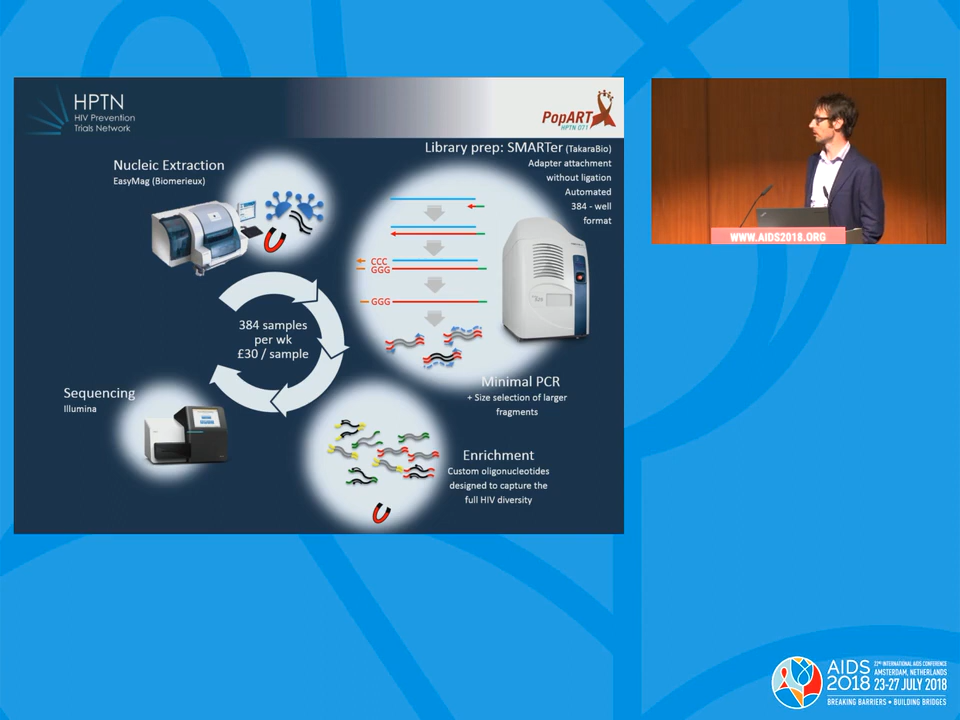 HPTN
HIV Prevention
Trials Network
PopART
HPTN 071
Nucleic Extraction
EasyMag (Biomerieux)
Library prep: SMARTer (TakaraBio)
Adapter attachment
without ligation
Automated
384 - well
format
CCC
GGG
GGG
384 samples
per wk
£30 / sample
Minimal PCR
+ Size selection of larger
fragments
Sequencing
Illumina
Enrichment
Custom oligonucleotides
designed to capture the
full HIV diversity
WWW.AIDS2018.ORG
AIDS
2018
22ND INTERNATIONAL AIDS CONFERENCE
AMSTERDAM, NETHERLANDS
23-27 JULY 2018
BREAKING BARRIERS • BUILDING BRIDGES